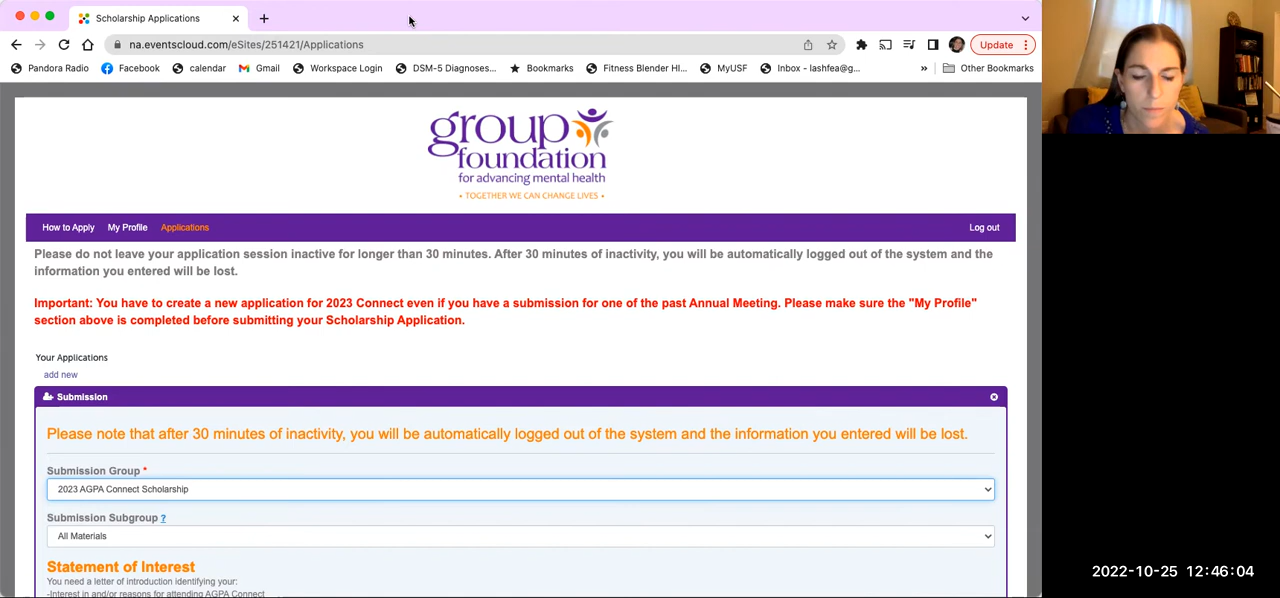 Scholarship Applications
na.eventscloud.com/eSites/251421/Applications
Update
Pandora Radio
Facebook
calendar
Gmail
Workspace Login
DSM-5 Diagnoses...
Bookmarks
Fitness Blender HI...
MyUSF
Inbox - lashfea@g...
»
Other Bookmarks
group
foundation
for advancing mental health
• TOGETHER WE CAN CHANGE LIVES •
How to Apply
My Profile
Applications
Log out
Please do not leave your application session inactive for longer than 30 minutes. After 30 minutes of inactivity, you will be automatically logged out of the system and the
information you entered will be lost.
Important: You have to create a new application for 2023 Connect even if you have a submission for one of the past Annual Meeting. Please make sure the "My Profile"
section above is completed before submitting your Scholarship Application.
Your Applications
add new
Submission
Please note that after 30 minutes of inactivity, you will be automatically logged out of the system and the information you entered will be lost.
Submission Group *
2023 AGPA Connect Scholarship
Submission Subgroup ?
All Materials
Statement of Interest
You need a letter of introduction identifying your:
-Interest in and/or reasons for attending AGPA Connect
2022-10-25 12:46:04